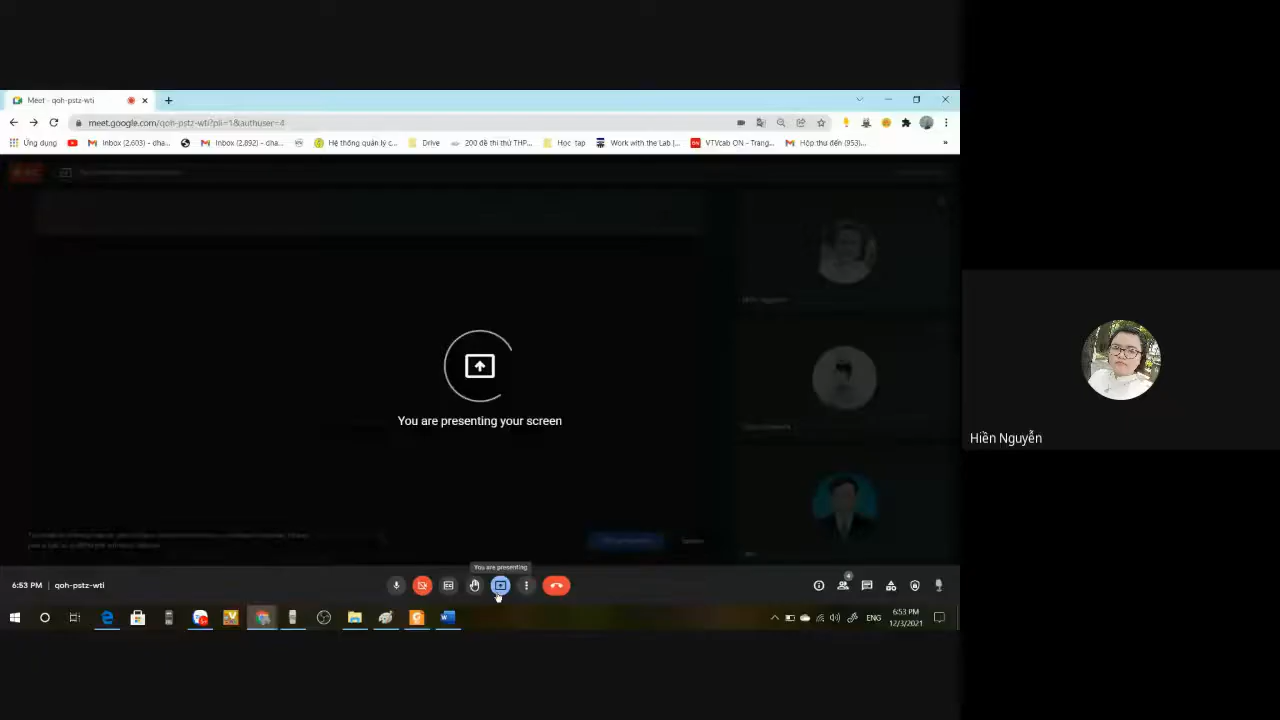 Meet - qoh-pstz-wti
meet.google.com/qoh-pstz-wti?pli=1&authuser=4
Ứng dụng
Inbox (2,603) - dha...
Inbox (2,892) - dha...
Hệ thống quản lý c...
Drive
200 đề thi thử THP...
Học tập
Work with the Lab |...
VTVcab ON - Trang...
Hộp thư đến (953)...
»
You are presenting your screen
Hiền Nguyễn
You are presenting
6:53 PM | qoh-pstz-wti
4
ENG
6:53 PM
12/3/2021